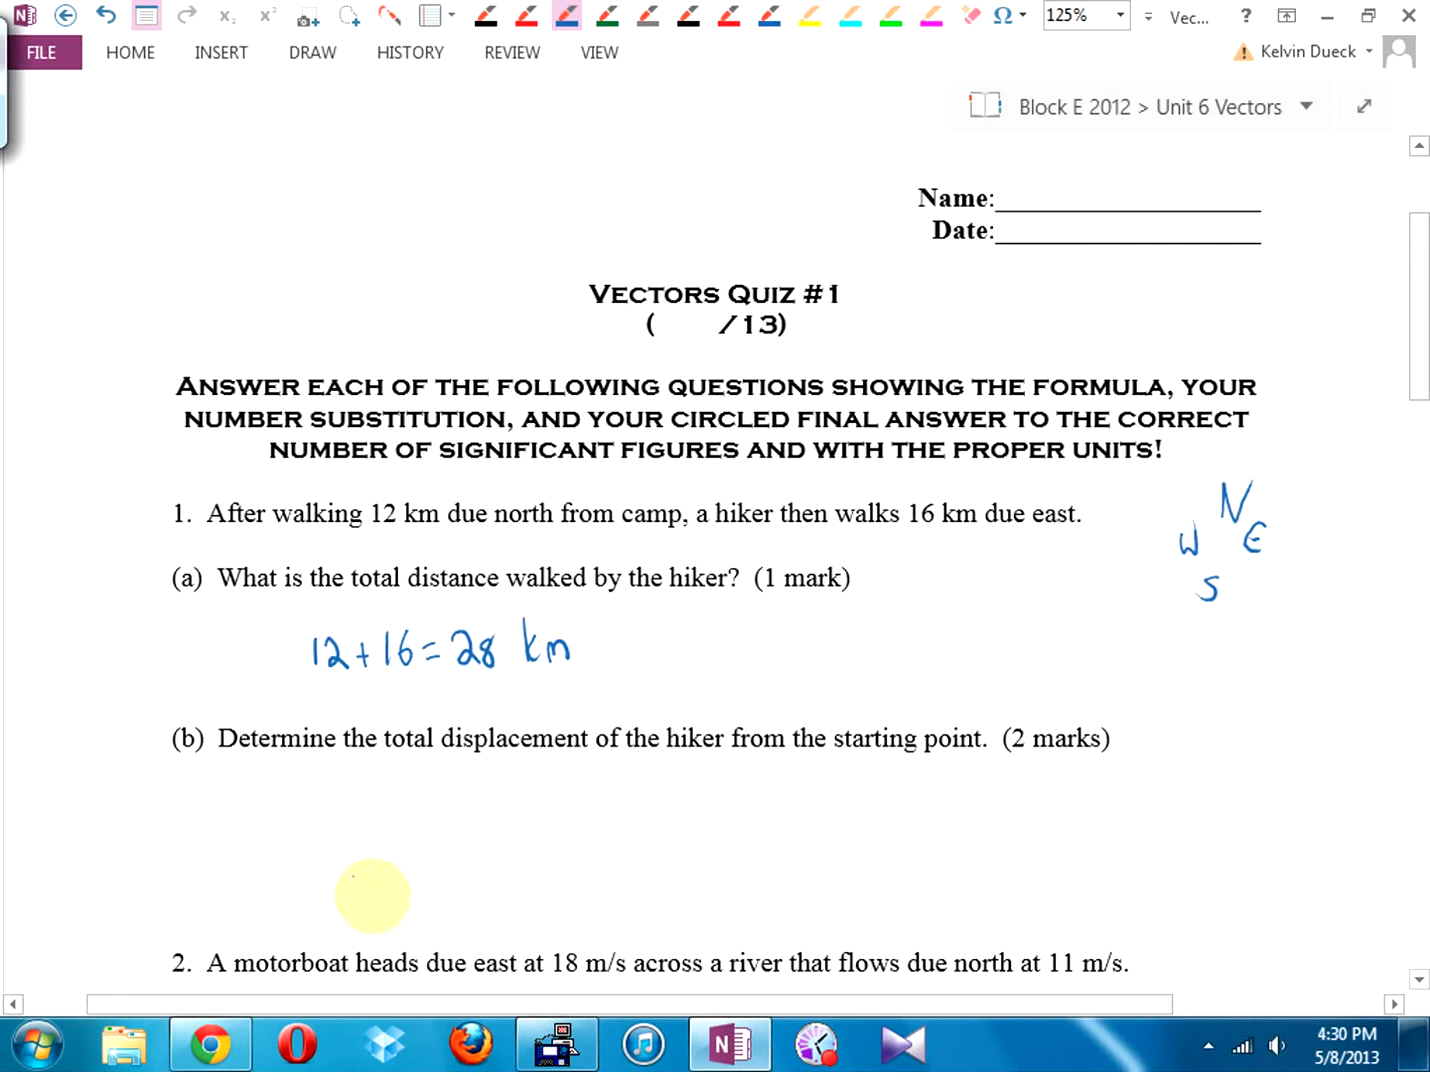 x₂ x² 125% Vec... ?
FILE HOME INSERT DRAW HISTORY REVIEW VIEW Kelvin Dueck
Block E 2012 > Unit 6 Vectors
Name:
Date:
VECTORS QUIZ #1
( /13)
ANSWER EACH OF THE FOLLOWING QUESTIONS SHOWING THE FORMULA, YOUR
NUMBER SUBSTITUTION, AND YOUR CIRCLED FINAL ANSWER TO THE CORRECT
NUMBER OF SIGNIFICANT FIGURES AND WITH THE PROPER UNITS!
1. After walking 12 km due north from camp, a hiker then walks 16 km due east.
N
W E
S
(a) What is the total distance walked by the hiker? (1 mark)
12+16=28 km
(b) Determine the total displacement of the hiker from the starting point. (2 marks)
2. A motorboat heads due east at 18 m/s across a river that flows due north at 11 m/s.
4:30 PM
5/8/2013